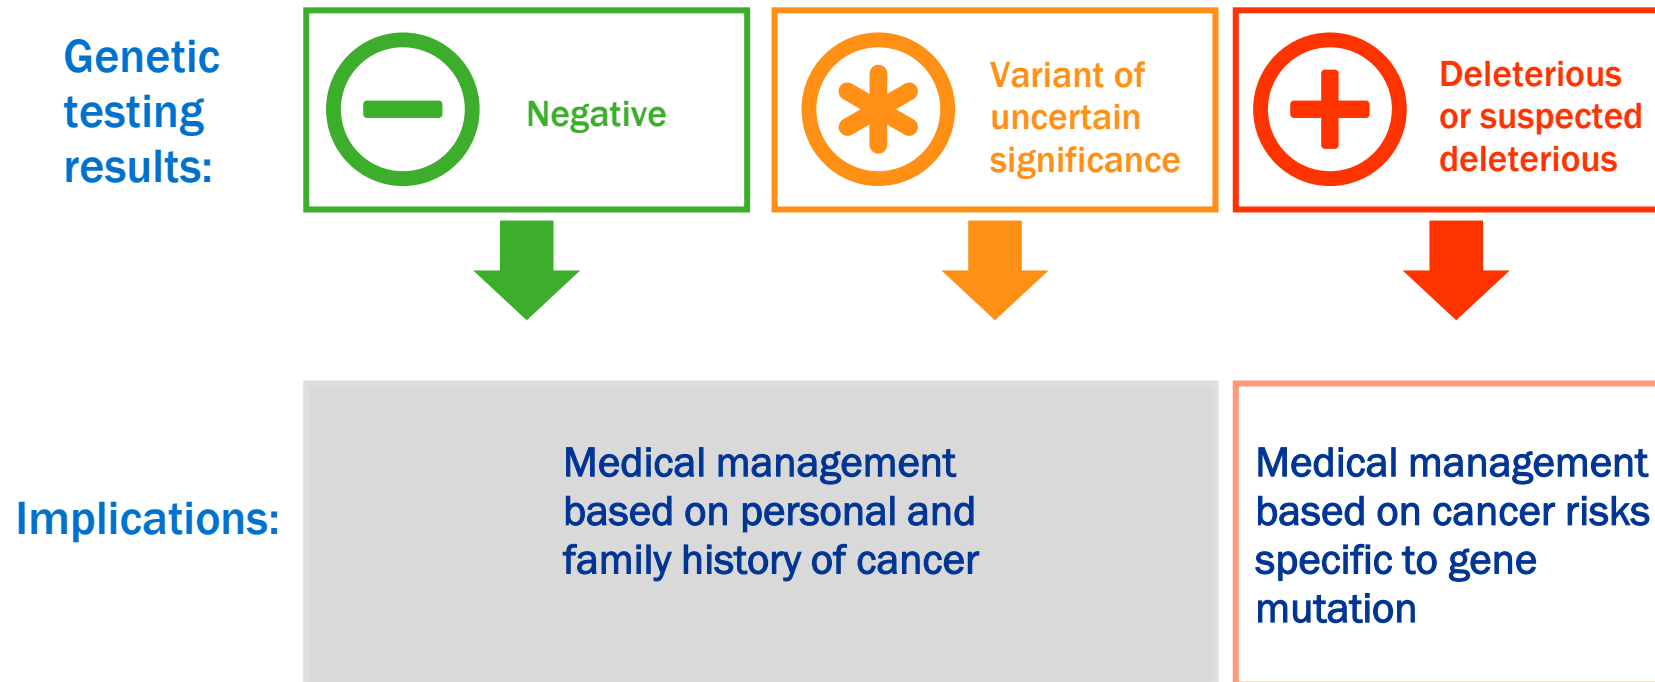 Genetic
testing
results:
Negative
Variant of
uncertain
significance
Deleterious
or suspected
deleterious
Implications:
Medical management
based on personal and
family history of cancer
Medical management
based on cancer risks
specific to gene
mutation